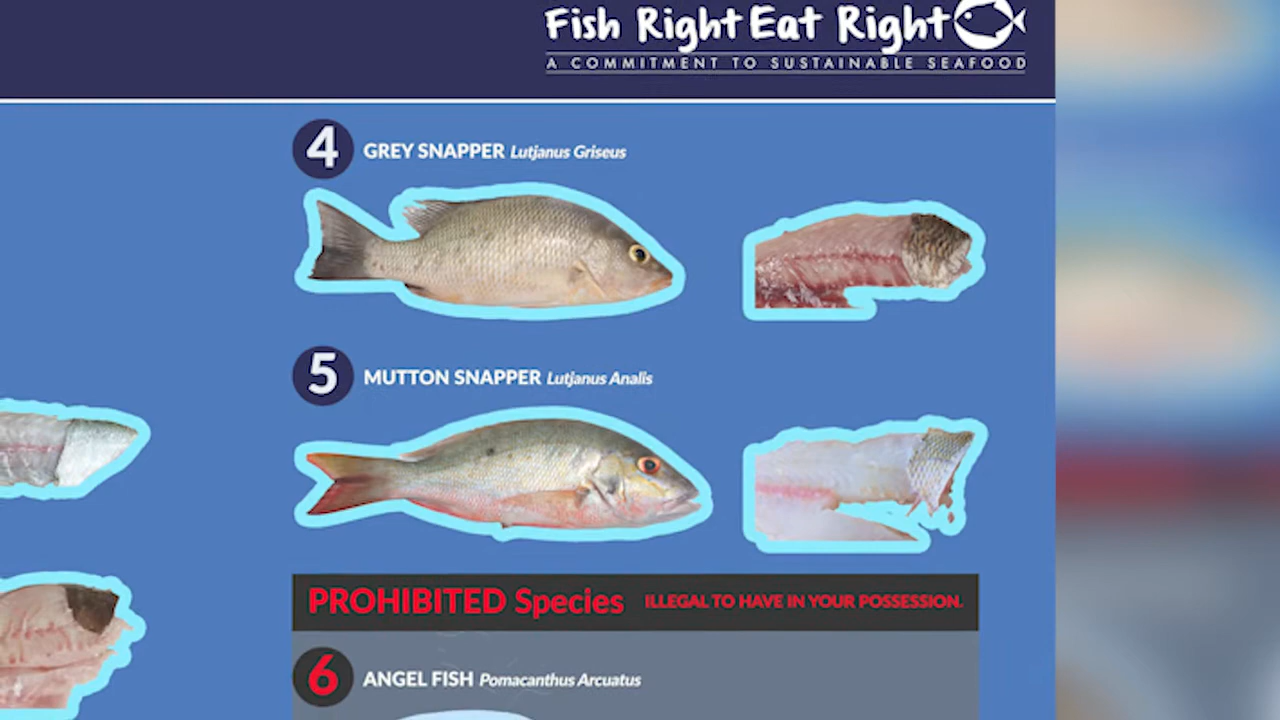 Fish Right Eat Right
A COMMITMENT TO SUSTAINABLE SEAFOOD
4 GREY SNAPPER Lutjanus Griseus
5 MUTTON SNAPPER Lutjanus Analis
PROHIBITED Species ILLEGAL TO HAVE IN YOUR POSSESSION.
6 ANGEL FISH Pomacanthus Arcuatus